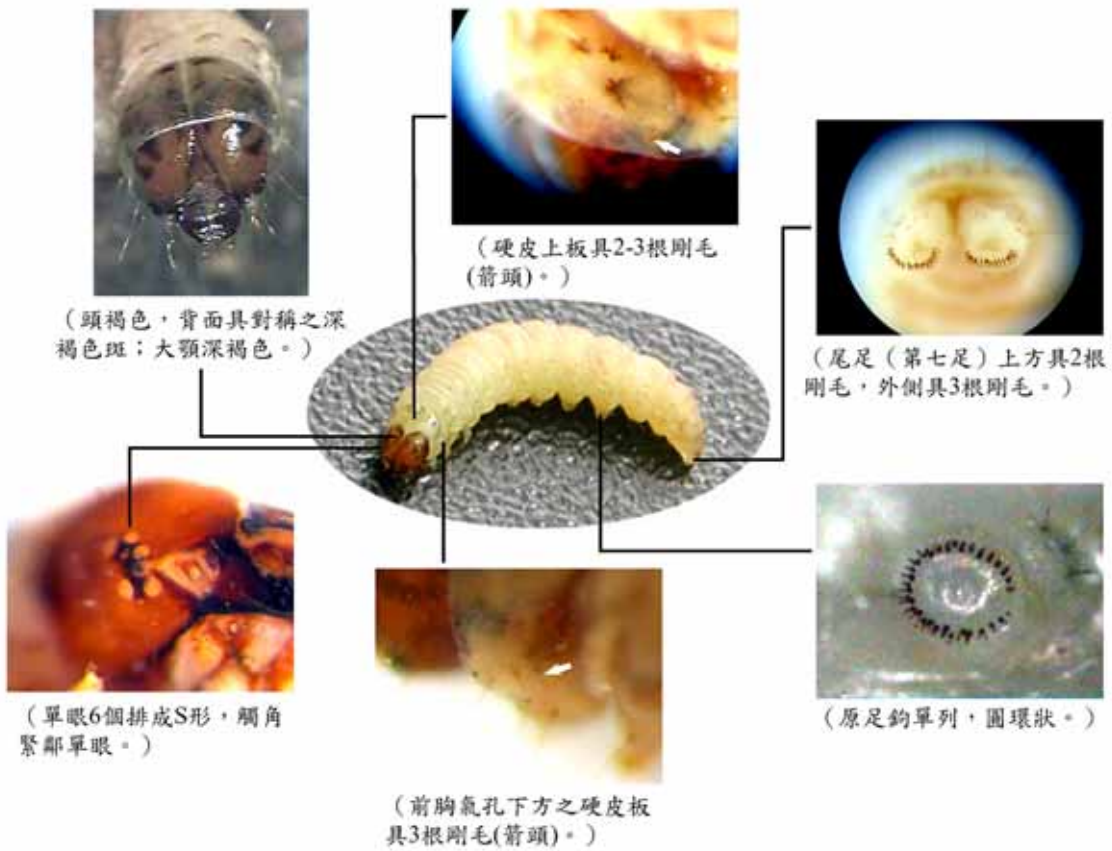 （硬皮上板具2-3根剛毛
(箭頭)。）
（頭褐色，背面具對稱之深
褐色斑；大顎深褐色。）
（尾足（第七足）上方具2根
剛毛，外側具3根剛毛。）
（單眼6個排成S形，觸角
緊鄰單眼。）
（原足鉤單列，圓環狀。）
（前胸氣孔下方之硬皮板
具3根剛毛(箭頭)。）